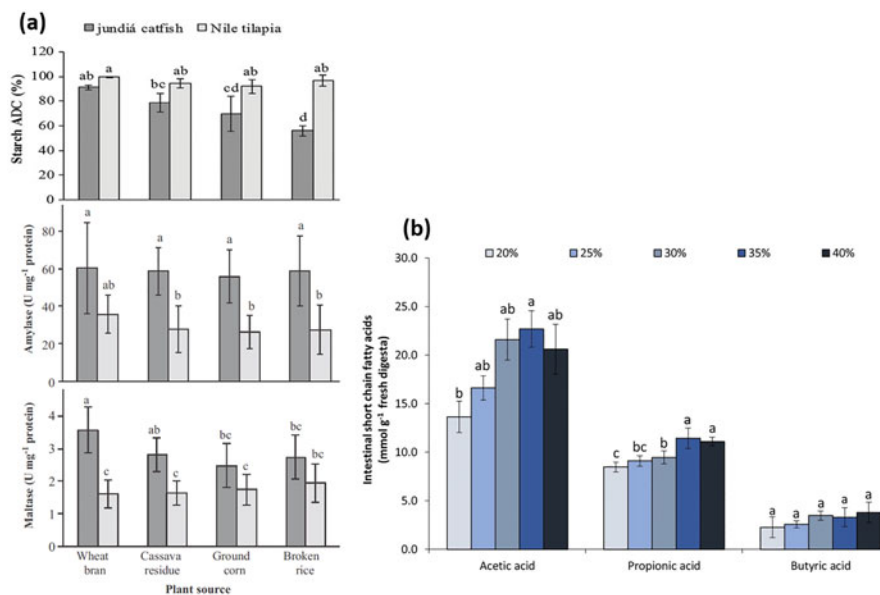 (a)
jundiá catfish Nile tilapia
120
100
80
60
40
20
0
Starch ADC (%)
ab a bc ab cd ab d ab
80
60
40
20
0
Amylase (U mg-1 protein)
a ab a b a b a b
4
3
2
1
0
Maltase (U mg-1 protein)
a c ab c bc c bc bc
Wheat bran
Cassava residue
Ground corn
Broken rice
Plant source
(b)
20% 25% 30% 35% 40%
30.0
25.0
20.0
15.0
10.0
5.0
0.0
Intestinal short chain fatty acids
(mmol g-1 fresh digesta)
b ab ab a ab
c bc b a a
a a a a a
Acetic acid Propionic acid Butyric acid